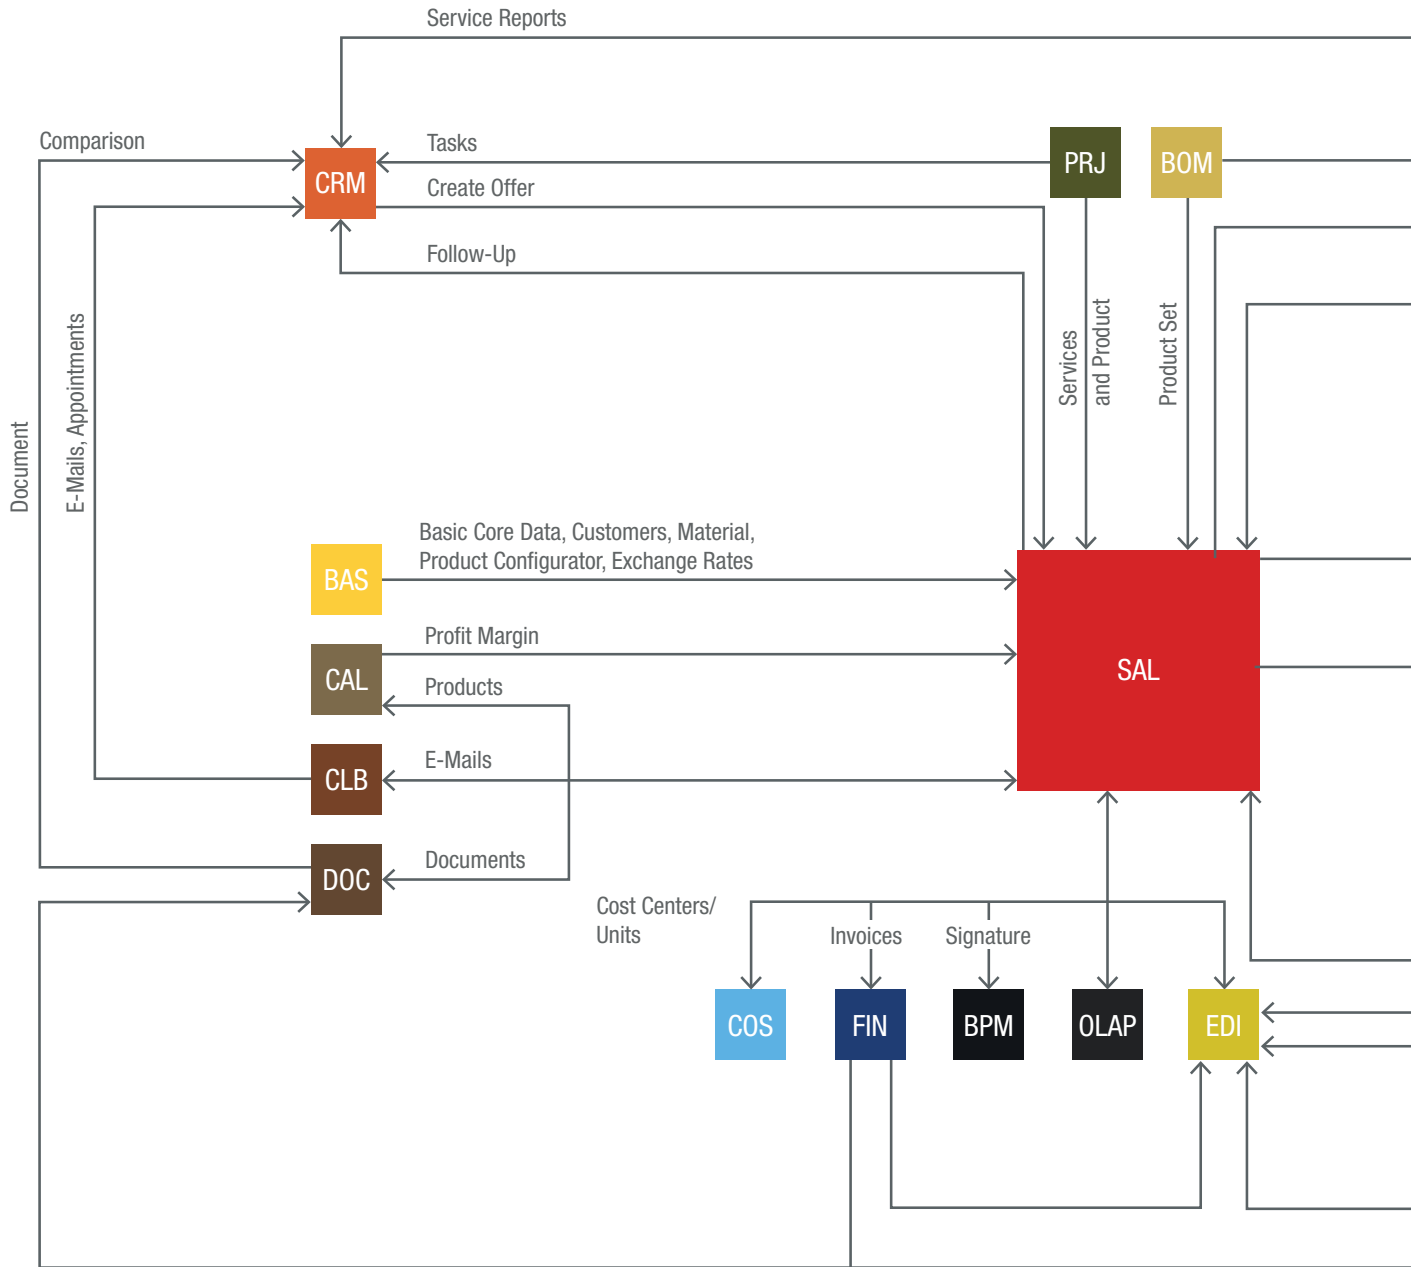 Service Reports
Comparison
Tasks
CRM
PRJ
BOM
Create Offer
Follow-Up
Document
E-Mails, Appointments
Services
and Product
Product Set
Basic Core Data, Customers, Material,
Product Configurator, Exchange Rates
BAS
Profit Margin
CAL
Products
SAL
E-Mails
CLB
Documents
DOC
Cost Centers/
Units
Invoices
Signature
COS
FIN
BPM
OLAP
EDI